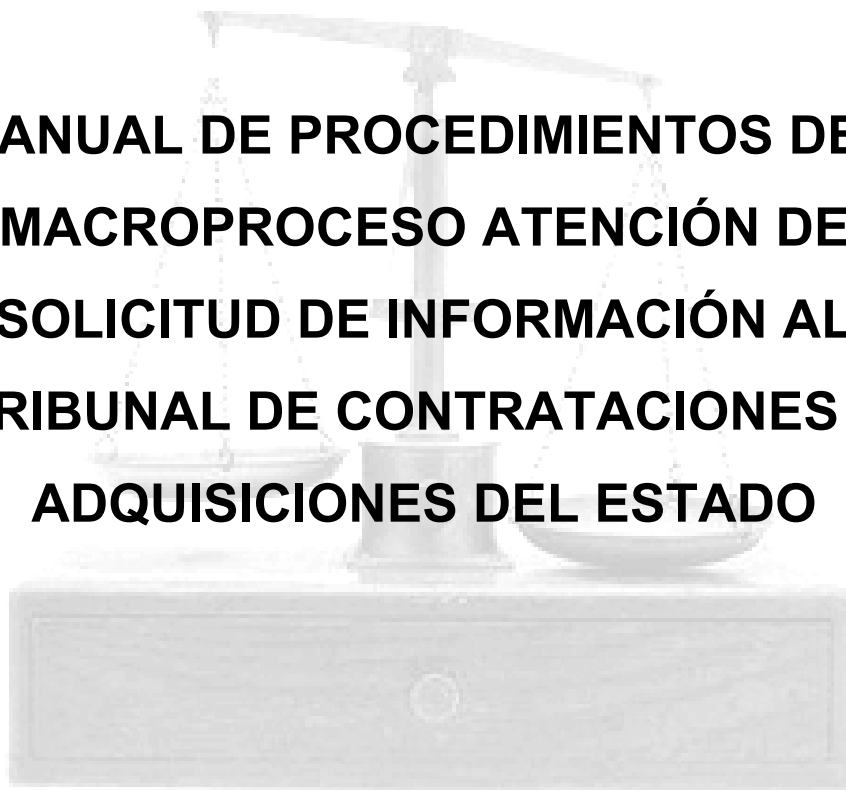 ANUAL DE PROCEDIMIENTOS DE
MACROPROCESO ATENCIÓN DE
SOLICITUD DE INFORMACIÓN AL
RIBUNAL DE CONTRATACIONES
ADQUISICIONES DEL ESTADO